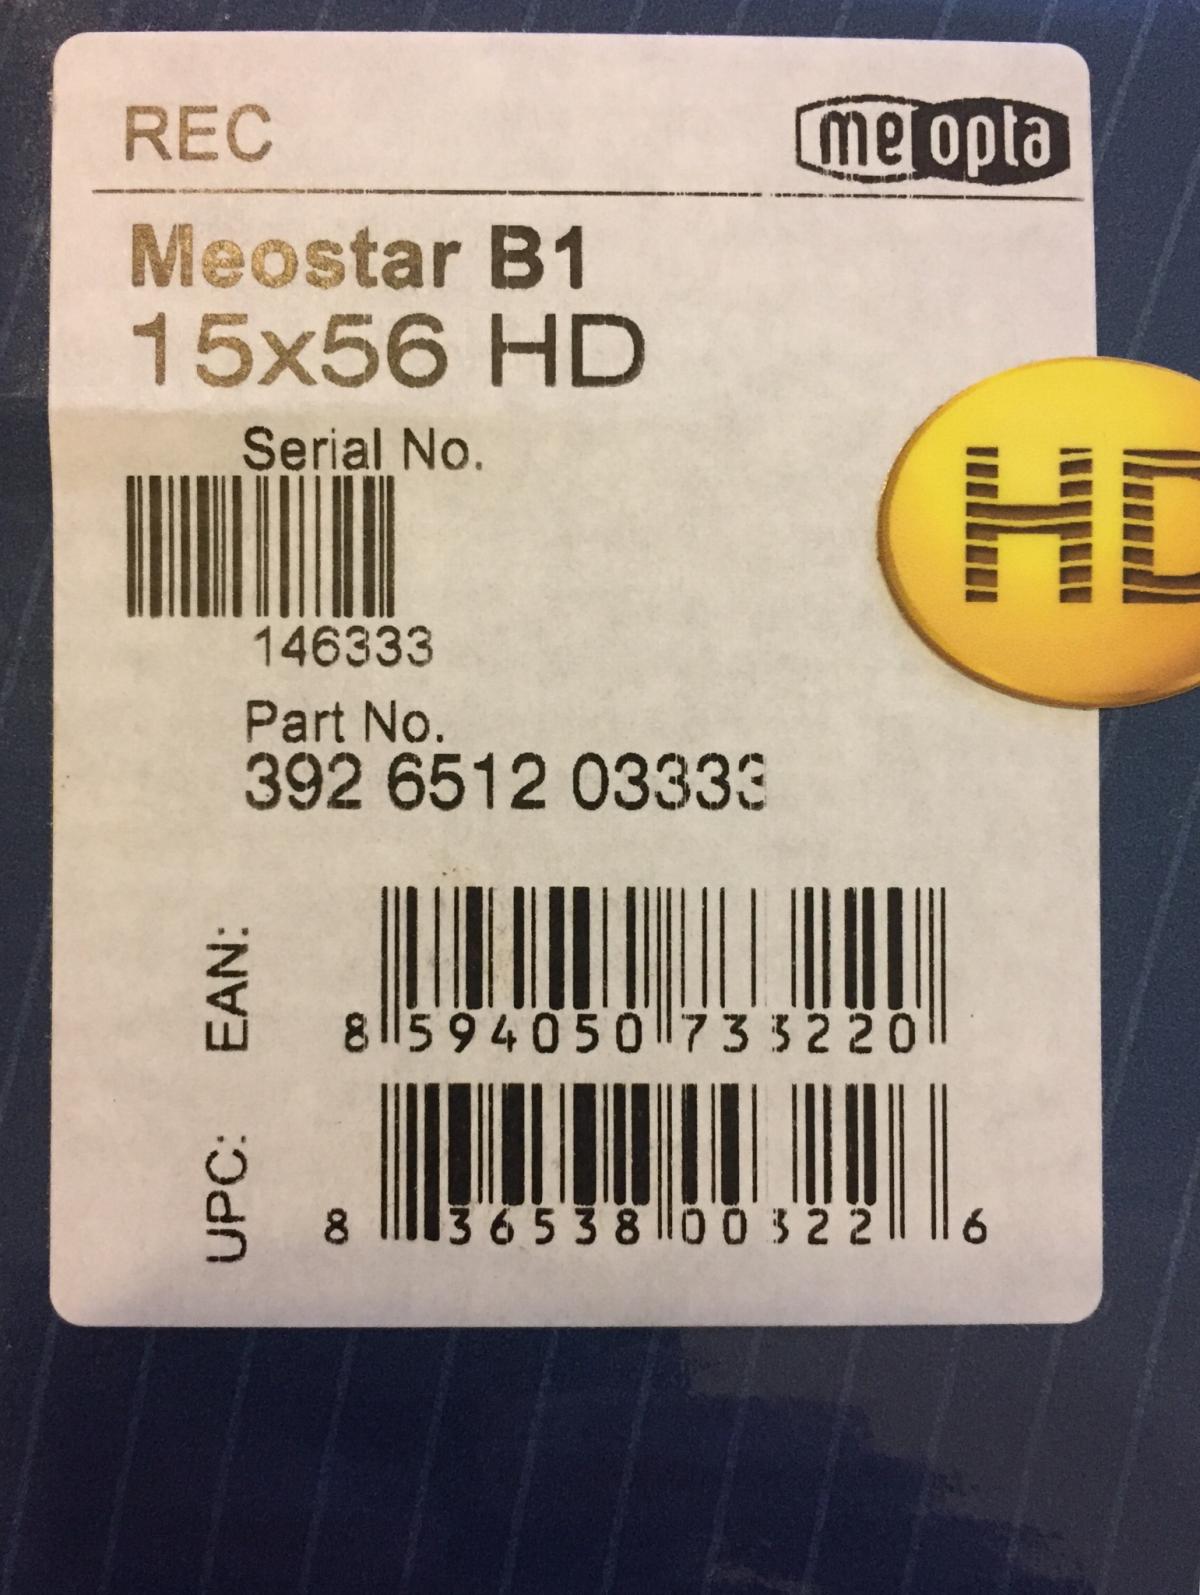 REC
meopta
Meostar B1
15x56 HD
Serial No.
146333
Part No.
392 6512 03333
HD
EAN:
8 594050 733220
UPC:
8 36538 00322 6